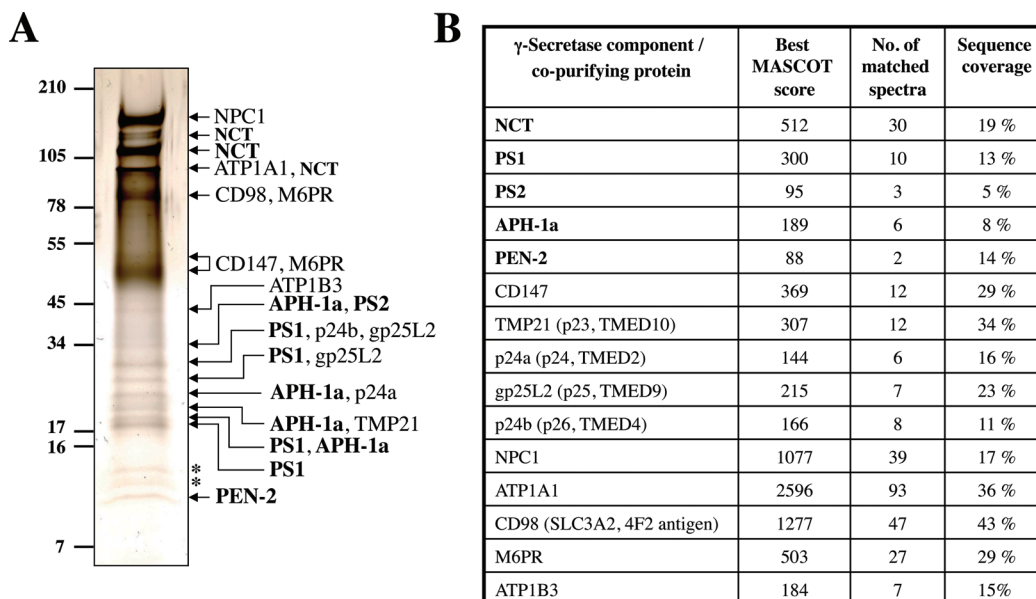 A
210
105
78
55
45
34
17
16
7
NPC1
NCT
NCT
ATP1A1, NCT
CD98, M6PR
CD147, M6PR
ATP1B3
APH-1a, PS2
PS1, p24b, gp25L2
PS1, gp25L2
APH-1a, p24a
APH-1a, TMP21
PS1, APH-1a
PS1
*
*
PEN-2
B
γ-Secretase component / co-purifying protein Best MASCOT score No. of matched spectra Sequence coverage
NCT 512 30 19 %
PS1 300 10 13 %
PS2 95 3 5 %
APH-1a 189 6 8 %
PEN-2 88 2 14 %
CD147 369 12 29 %
TMP21 (p23, TMED10) 307 12 34 %
p24a (p24, TMED2) 144 6 16 %
gp25L2 (p25, TMED9) 215 7 23 %
p24b (p26, TMED4) 166 8 11 %
NPC1 1077 39 17 %
ATP1A1 2596 93 36 %
CD98 (SLC3A2, 4F2 antigen) 1277 47 43 %
M6PR 503 27 29 %
ATP1B3 184 7 15%